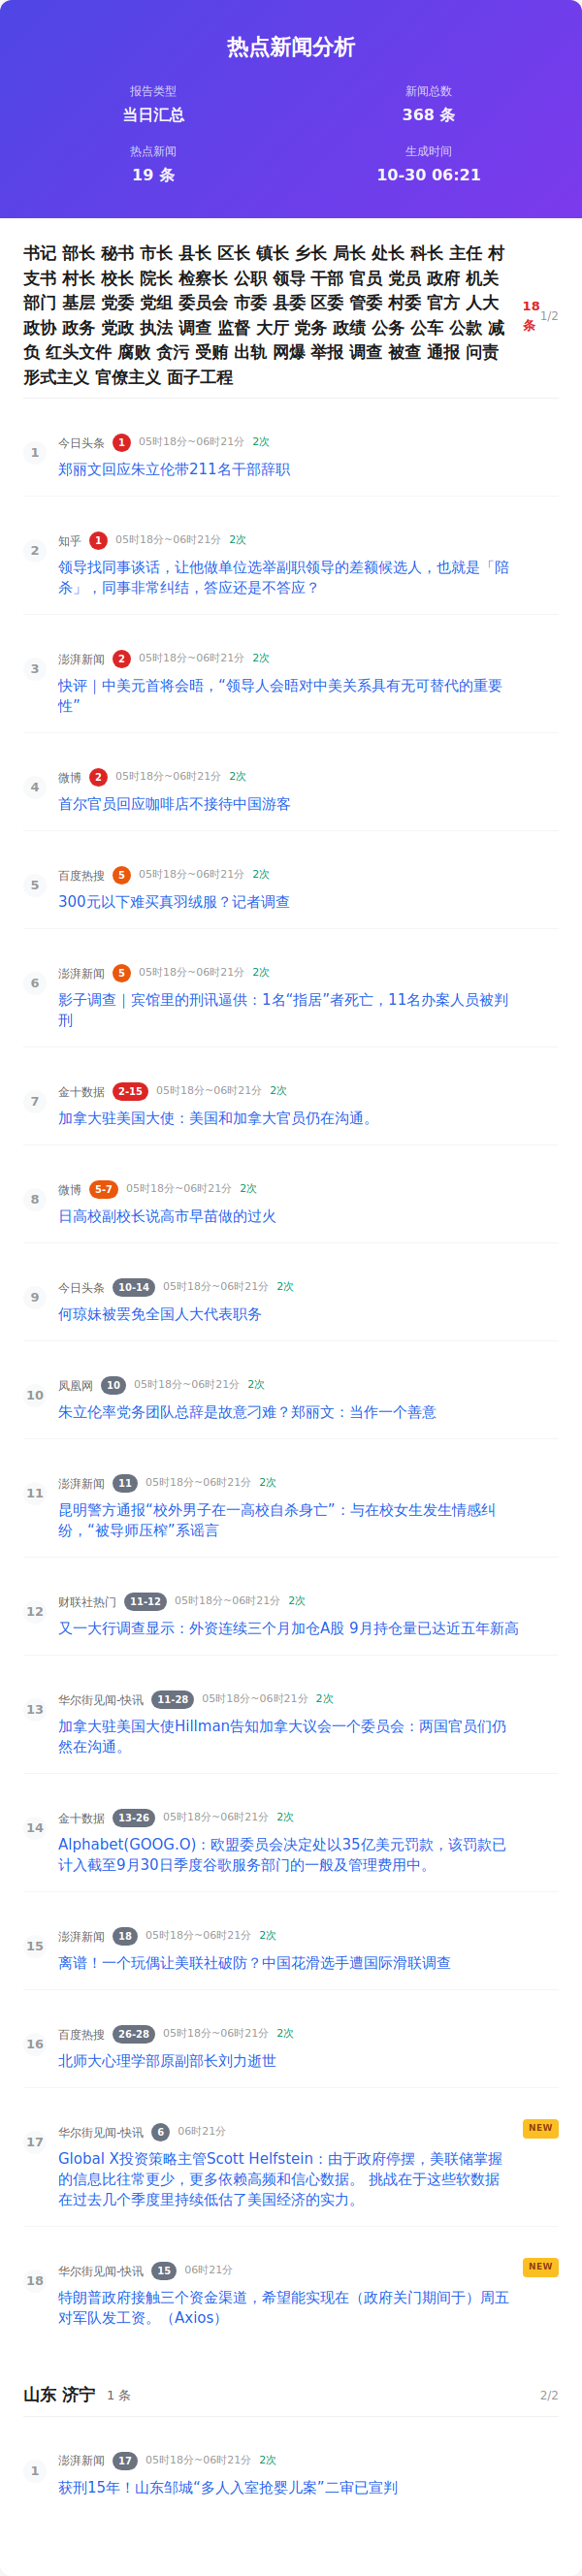 热点新闻分析
报告类型
当日汇总
新闻总数
368 条
热点新闻
19 条
生成时间
10-30 06:21
书记 部长 秘书 市长 县长 区长 镇长 乡长 局长 处长 科长 主任 村
支书 村长 校长 院长 检察长 公职 领导 干部 官员 党员 政府 机关
部门 基层 党委 党组 委员会 市委 县委 区委 管委 村委 官方 人大
政协 政务 党政 执法 调查 监督 大厅 党务 政绩 公务 公车 公款 减
负 红头文件 腐败 贪污 受贿 出轨 网爆 举报 调查 被查 通报 问责
形式主义 官僚主义 面子工程
18
条
1/2
1
今日头条 1 05时18分~06时21分 2次
郑丽文回应朱立伦带211名干部辞职
2
知乎 1 05时18分~06时21分 2次
领导找同事谈话，让他做单位选举副职领导的差额候选人，也就是「陪
杀」，同事非常纠结，答应还是不答应？
3
澎湃新闻 2 05时18分~06时21分 2次
快评｜中美元首将会晤，“领导人会晤对中美关系具有无可替代的重要
性”
4
微博 2 05时18分~06时21分 2次
首尔官员回应咖啡店不接待中国游客
5
百度热搜 5 05时18分~06时21分 2次
300元以下难买真羽绒服？记者调查
6
澎湃新闻 5 05时18分~06时21分 2次
影子调查｜宾馆里的刑讯逼供：1名“指居”者死亡，11名办案人员被判
刑
7
金十数据 2-15 05时18分~06时21分 2次
加拿大驻美国大使：美国和加拿大官员仍在沟通。
8
微博 5-7 05时18分~06时21分 2次
日高校副校长说高市早苗做的过火
9
今日头条 10-14 05时18分~06时21分 2次
何琼妹被罢免全国人大代表职务
10
凤凰网 10 05时18分~06时21分 2次
朱立伦率党务团队总辞是故意刁难？郑丽文：当作一个善意
11
澎湃新闻 11 05时18分~06时21分 2次
昆明警方通报“校外男子在一高校自杀身亡”：与在校女生发生情感纠
纷，“被导师压榨”系谣言
12
财联社热门 11-12 05时18分~06时21分 2次
又一大行调查显示：外资连续三个月加仓A股 9月持仓量已达近五年新高
13
华尔街见闻-快讯 11-28 05时18分~06时21分 2次
加拿大驻美国大使Hillman告知加拿大议会一个委员会：两国官员们仍
然在沟通。
14
金十数据 13-26 05时18分~06时21分 2次
Alphabet(GOOG.O)：欧盟委员会决定处以35亿美元罚款，该罚款已
计入截至9月30日季度谷歌服务部门的一般及管理费用中。
15
澎湃新闻 18 05时18分~06时21分 2次
离谱！一个玩偶让美联社破防？中国花滑选手遭国际滑联调查
16
百度热搜 26-28 05时18分~06时21分 2次
北师大心理学部原副部长刘力逝世
17
华尔街见闻-快讯 6 06时21分
NEW
Global X投资策略主管Scott Helfstein：由于政府停摆，美联储掌握
的信息比往常更少，更多依赖高频和信心数据。 挑战在于这些软数据
在过去几个季度里持续低估了美国经济的实力。
18
华尔街见闻-快讯 15 06时21分
NEW
特朗普政府接触三个资金渠道，希望能实现在（政府关门期间于）周五
对军队发工资。（Axios）
山东 济宁 1 条
2/2
1
澎湃新闻 17 05时18分~06时21分 2次
获刑15年！山东邹城“多人入室抢婴儿案”二审已宣判